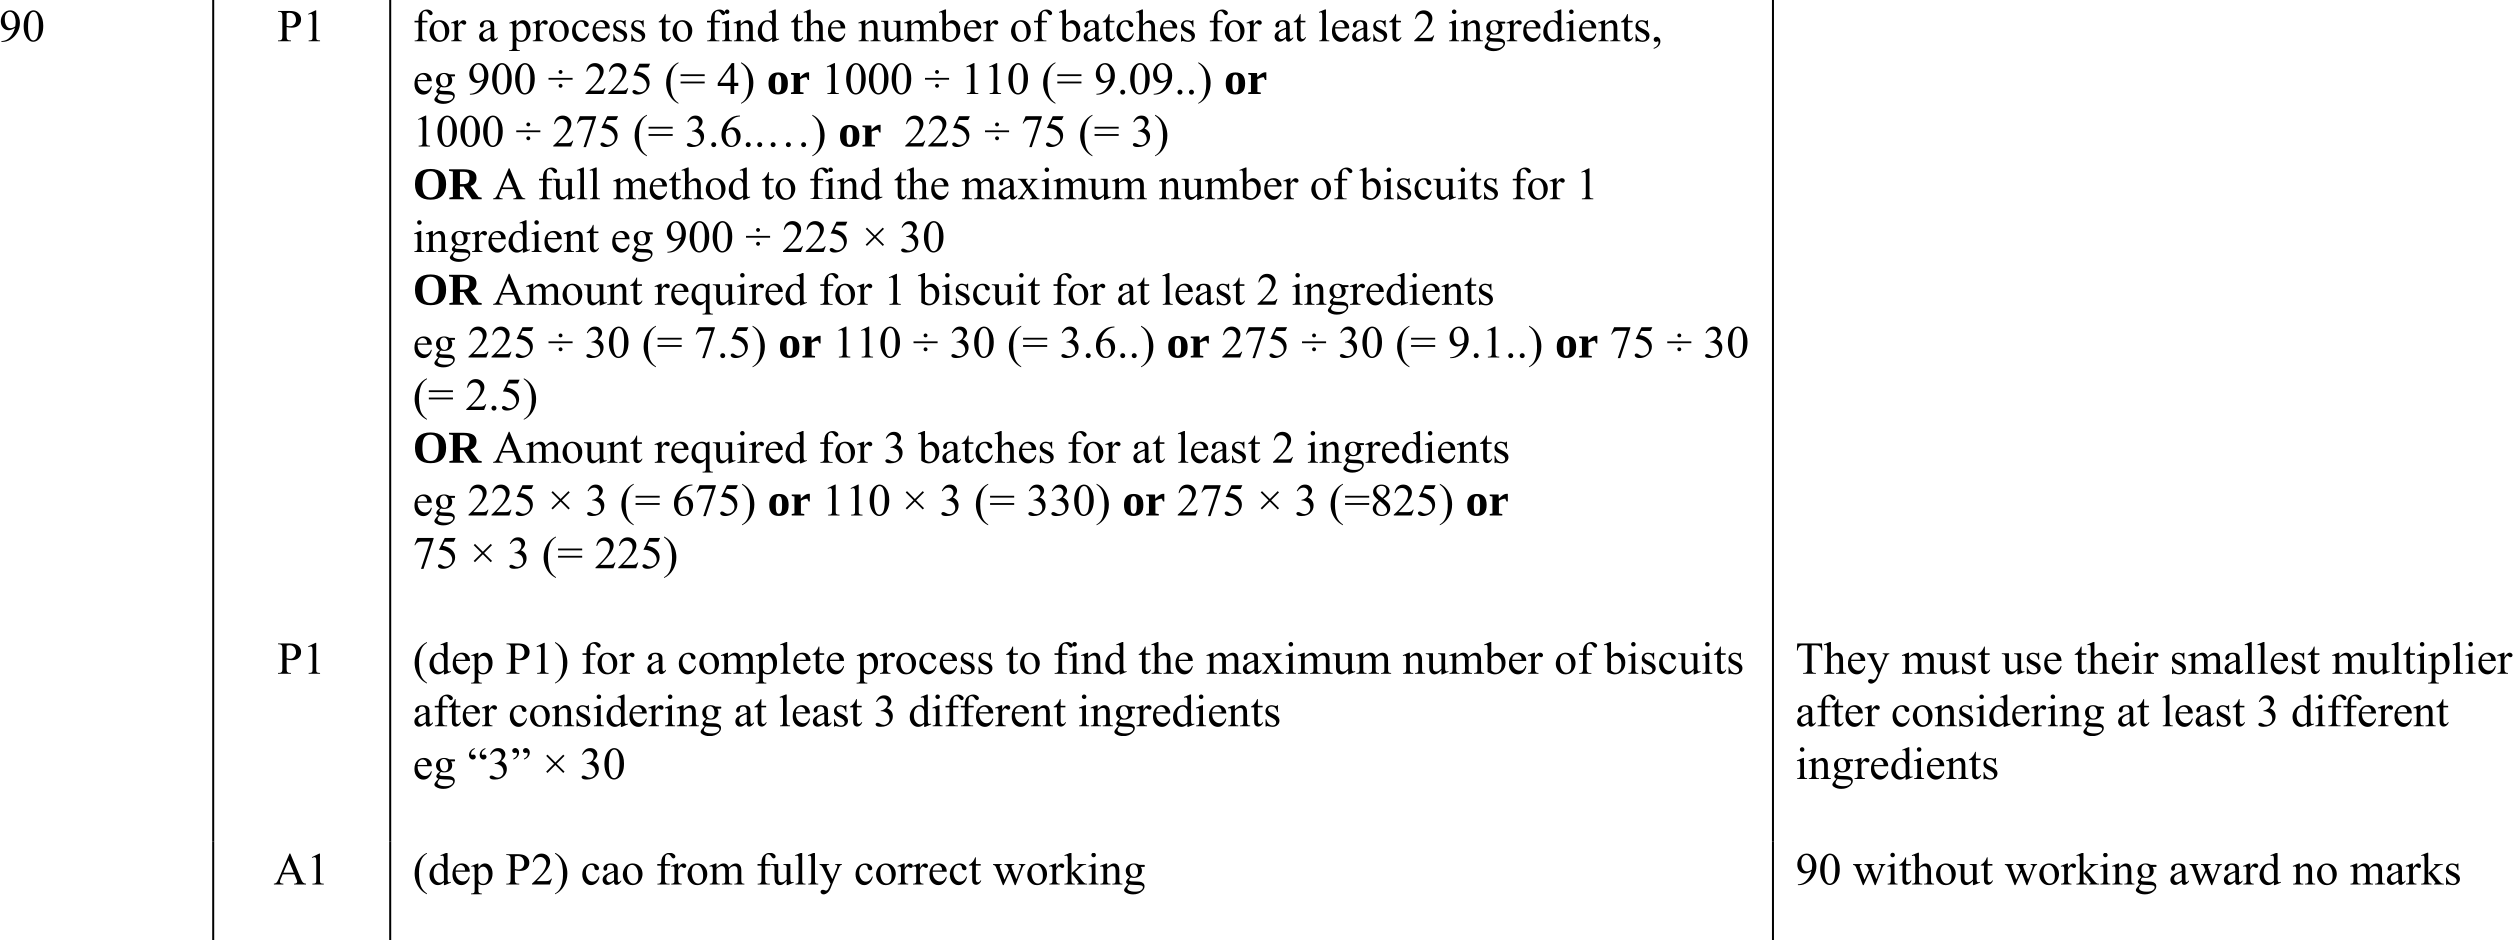 90 P1 for a process to find the number of batches for at least 2 ingredients,
eg 900 ÷ 225 (= 4) or 1000 ÷ 110 (= 9.09..) or
1000 ÷ 275 (= 3.6.....) or 225 ÷ 75 (= 3)
OR A full method to find the maximum number of biscuits for 1
ingredient eg 900 ÷ 225 × 30
OR Amount required for 1 biscuit for at least 2 ingredients
eg 225 ÷ 30 (= 7.5) or 110 ÷ 30 (= 3.6..) or 275 ÷ 30 (= 9.1..) or 75 ÷ 30
(= 2.5)
OR Amount required for 3 batches for at least 2 ingredients
eg 225 × 3 (= 675) or 110 × 3 (= 330) or 275 × 3 (=825) or
75 × 3 (= 225)
P1 (dep P1) for a complete process to find the maximum number of biscuits
after considering at least 3 different ingredients
eg “3” × 30
They must use their smallest multiplier
after considering at least 3 different
ingredients
A1 (dep P2) cao from fully correct working
90 without working award no marks